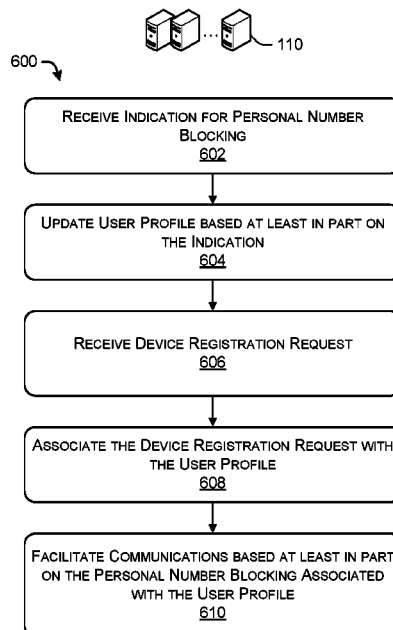 110
600
RECEIVE INDICATION FOR PERSONAL NUMBER
BLOCKING
602
UPDATE USER PROFILE BASED AT LEAST IN PART ON
THE INDICATION
604
RECEIVE DEVICE REGISTRATION REQUEST
606
ASSOCIATE THE DEVICE REGISTRATION REQUEST WITH
THE USER PROFILE
608
FACILITATE COMMUNICATIONS BASED AT LEAST IN PART
ON THE PERSONAL NUMBER BLOCKING ASSOCIATED
WITH THE USER PROFILE
610